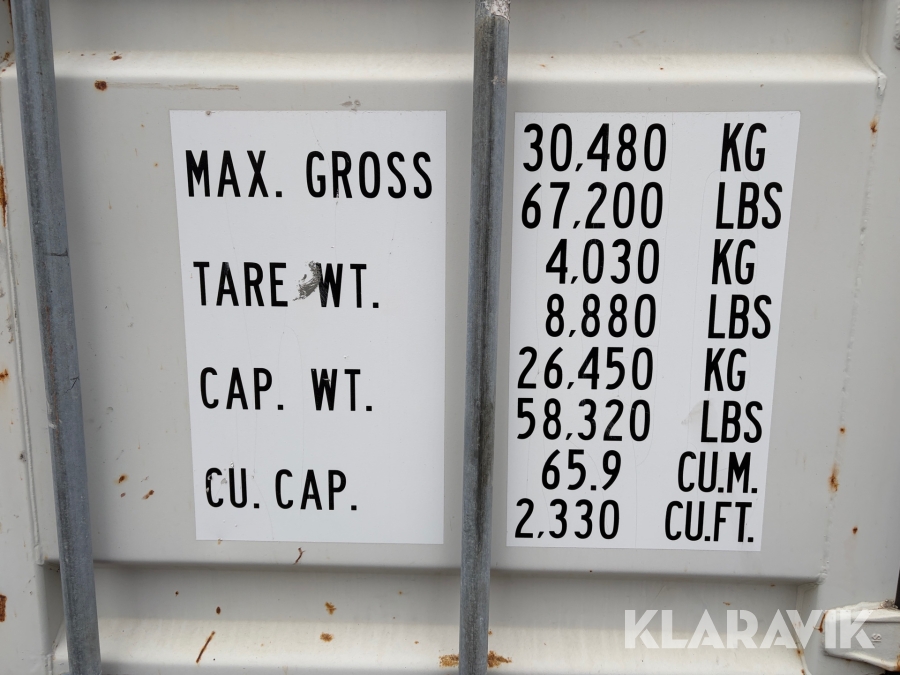 MAX. GROSS 30,480 KG
67,200 LBS
TARE WT. 4,030 KG
8,880 LBS
CAP. WT. 26,450 KG
58,320 LBS
CU. CAP. 65.9 CU.M.
2,330 CU.FT.
KLARAVIK